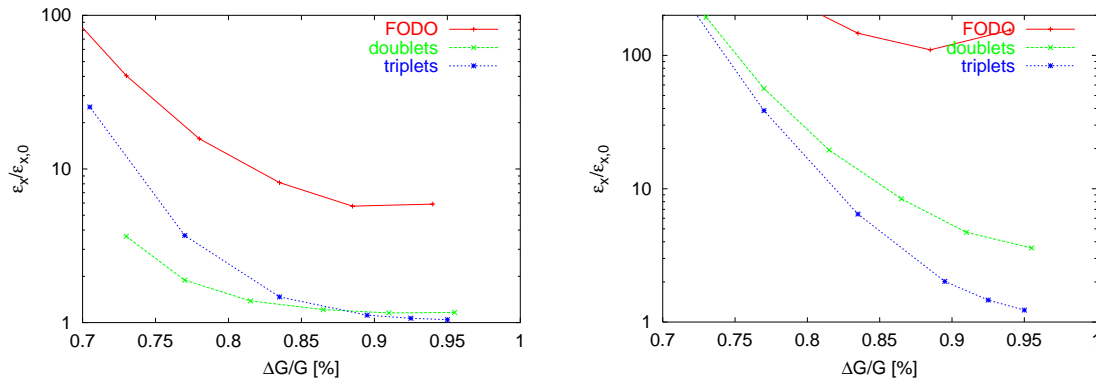 100
10
1
0.7 0.75 0.8 0.85 0.9 0.95 1
εx/εx,0
ΔG/G [%]
FODO
doublets
triplets
100
10
1
0.7 0.75 0.8 0.85 0.9 0.95 1
εx/εx,0
ΔG/G [%]
FODO
doublets
triplets